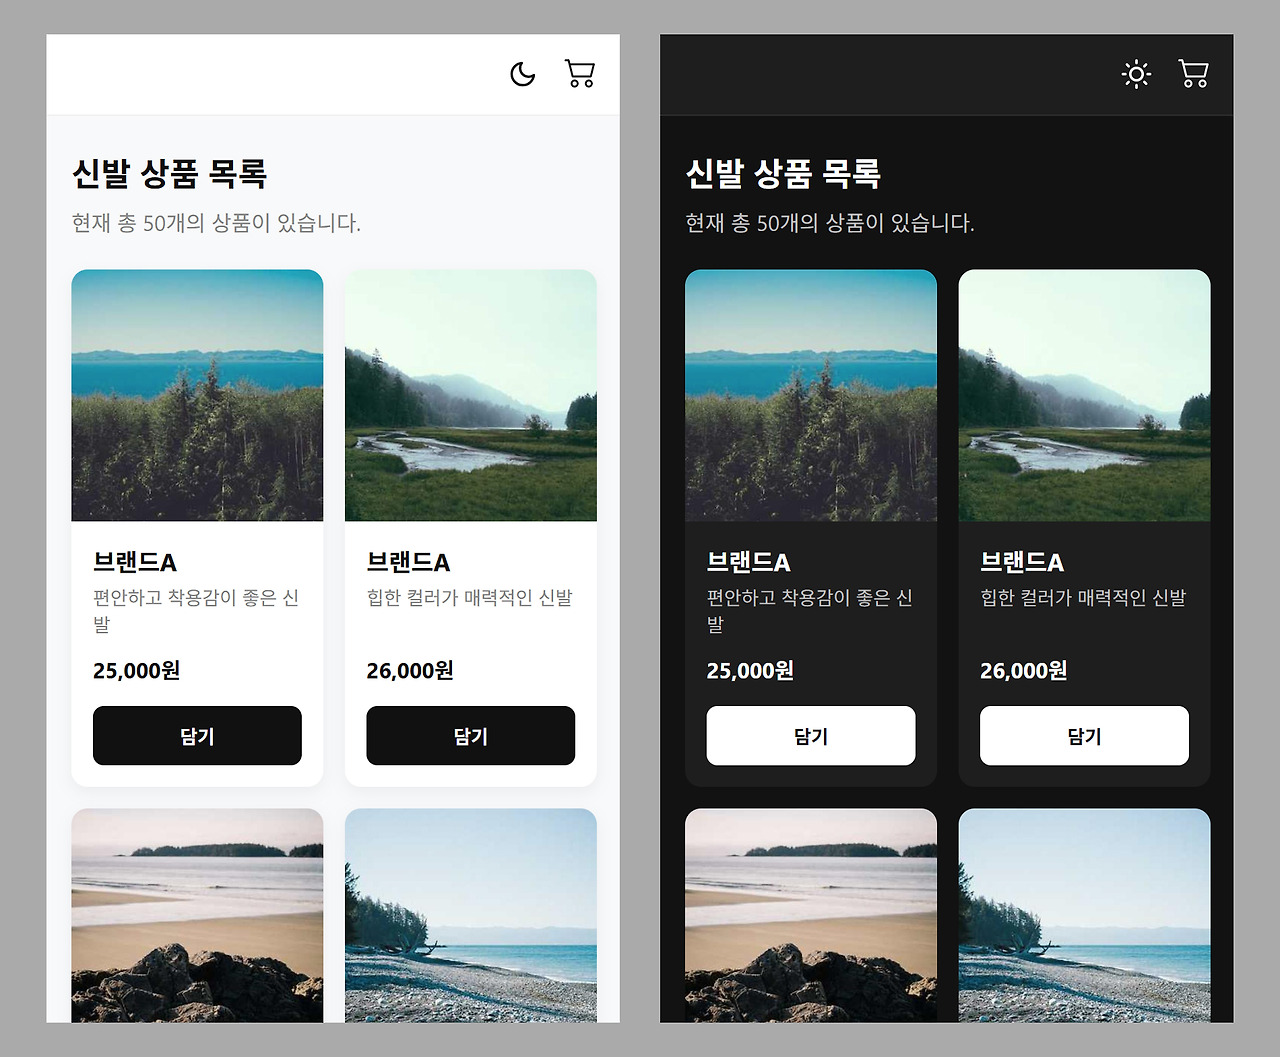 신발 상품 목록
현재 총 50개의 상품이 있습니다.
브랜드A
편안하고 착용감이 좋은 신
발
25,000원
담기
브랜드A
힙한 컬러가 매력적인 신발
26,000원
담기
신발 상품 목록
현재 총 50개의 상품이 있습니다.
브랜드A
편안하고 착용감이 좋은 신
발
25,000원
담기
브랜드A
힙한 컬러가 매력적인 신발
26,000원
담기